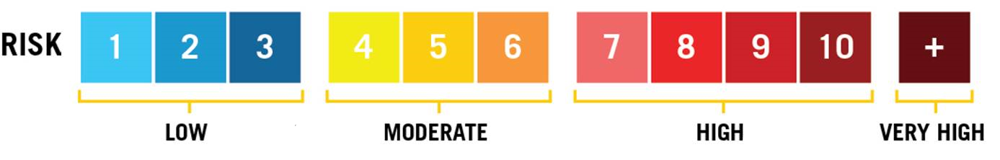 RISK 1 2 3 4 5 6 7 8 9 10 +
LOW MODERATE HIGH VERY HIGH